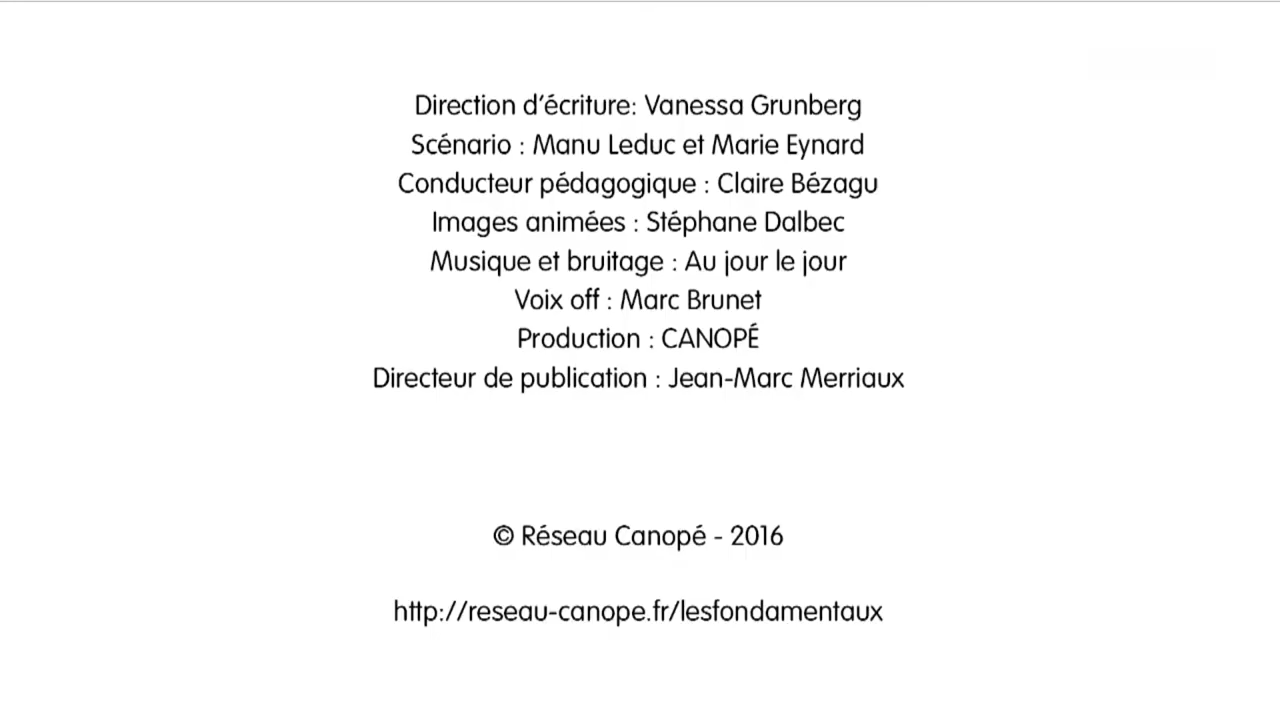 Direction d’écriture: Vanessa Grunberg
Scénario : Manu Leduc et Marie Eynard
Conducteur pédagogique : Claire Bézagu
Images animées : Stéphane Dalbec
Musique et bruitage : Au jour le jour
Voix off : Marc Brunet
Production : CANOPÉ
Directeur de publication : Jean-Marc Merriaux
© Réseau Canopé - 2016
http://reseau-canope.fr/lesfondamentaux